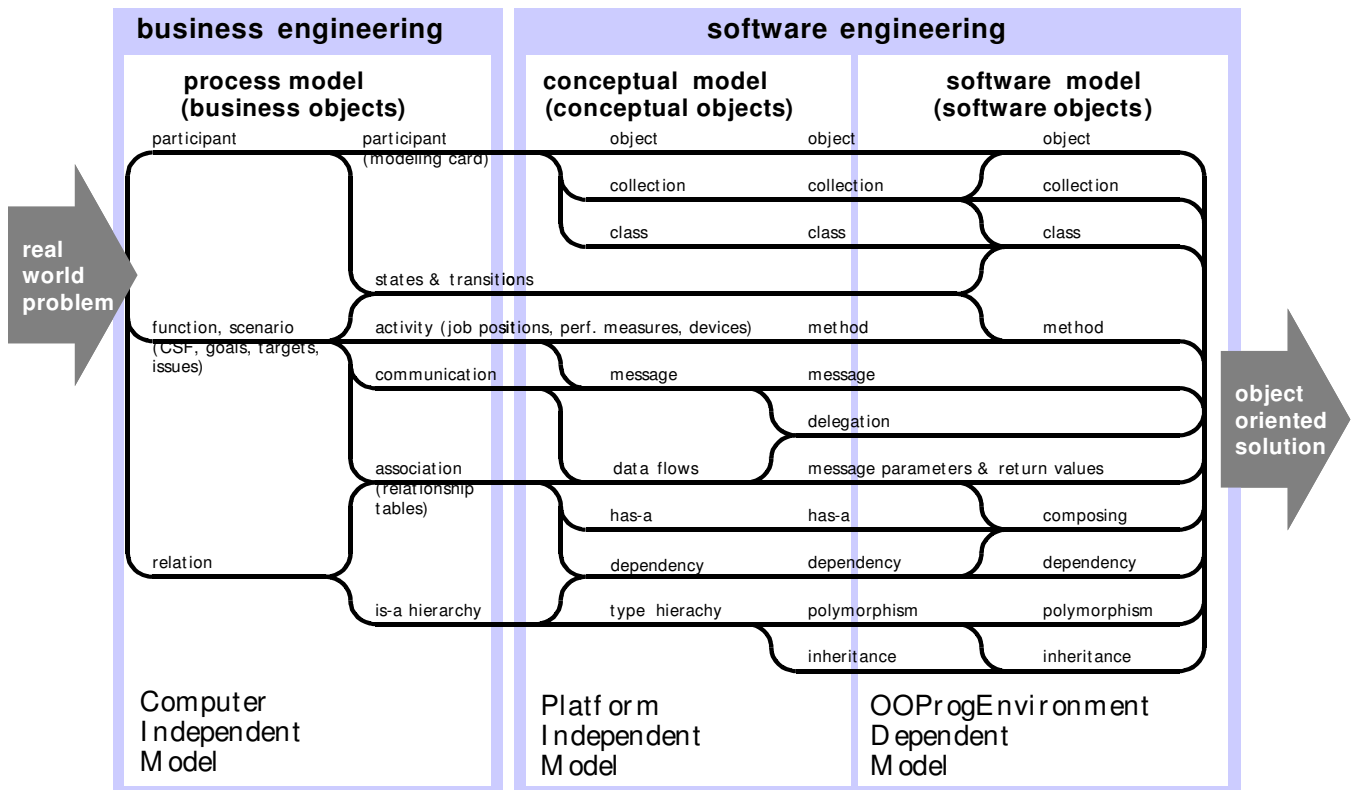 business engineering
software engineering
process model
(business objects)
conceptual model
(conceptual objects)
software model
(software objects)
participant
participant
(modeling card)
object
object
object
collection
collection
collection
class
class
class
real
world
problem
states & transitions
function, scenario
(CSF, goals, targets,
issues)
activity (job positions, perf. measures, devices)
method
method
communication
message
message
delegation
object
oriented
solution
association
(relationship
tables)
data flows
message parameters & return values
has-a
has-a
composing
relation
dependency
dependency
dependency
is-a hierarchy
type hierachy
polymorphism
polymorphism
inheritance
inheritance
Computer
Independent
Model
Platform
Independent
Model
OOProgEnvironment
Dependent
Model